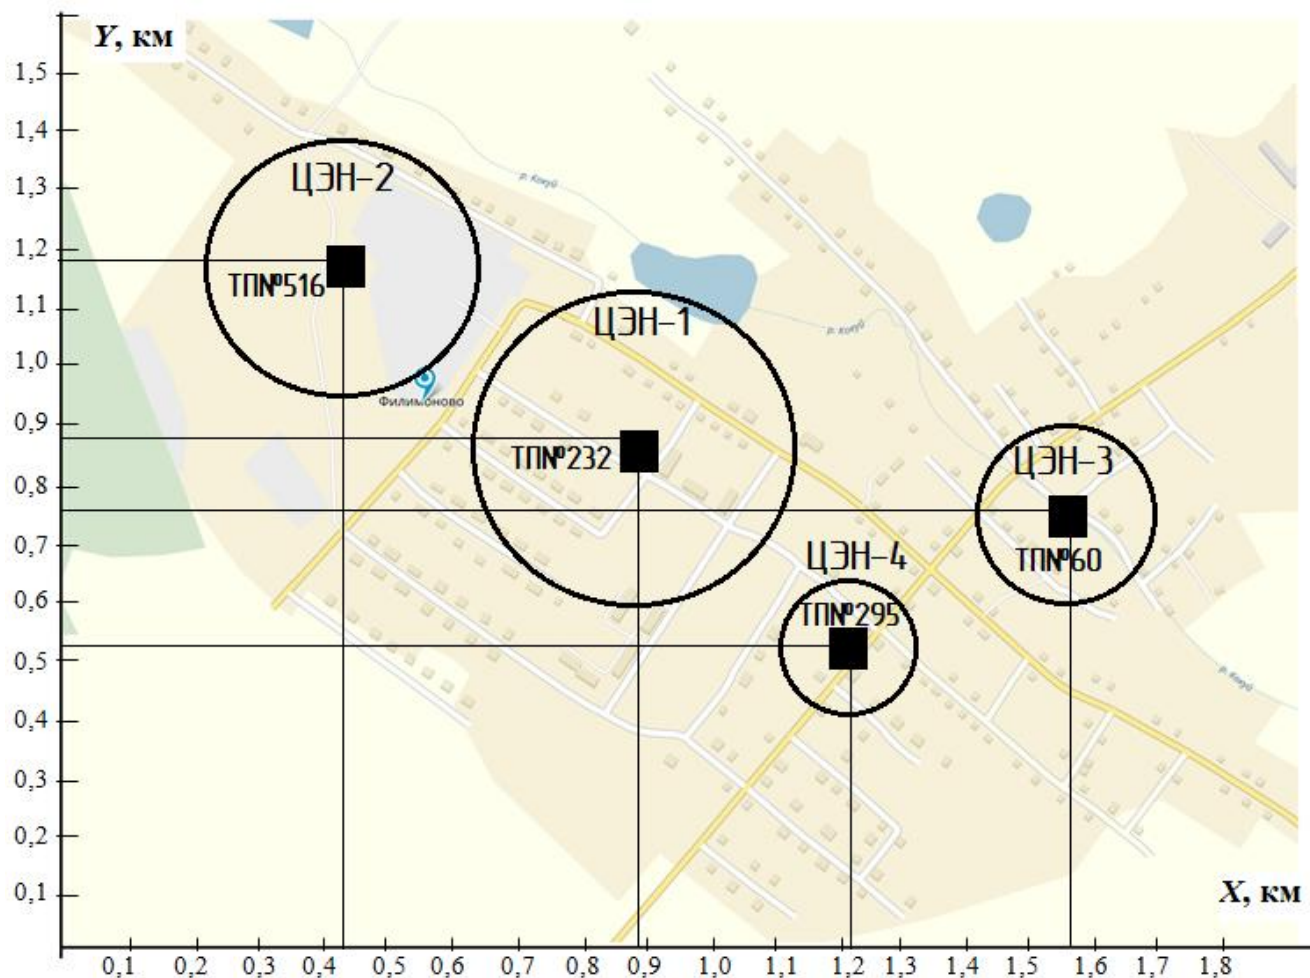 Y, км
1,5
1,4
1,3
1,2
1,1
1,0
0,9
0,8
0,7
0,6
0,5
0,4
0,3
0,2
0,1
ЦЭН-2
ТП№516
р. Кокуй
ЦЭН-1
ТП№232
Филимоново
р. Кокуй
ЦЭН-3
ТП№60
ЦЭН-4
ТП№295
р. Кокуй
X, км
0,1 0,2 0,3 0,4 0,5 0,6 0,7 0,8 0,9 1,0 1,1 1,2 1,3 1,4 1,5 1,6 1,7 1,8